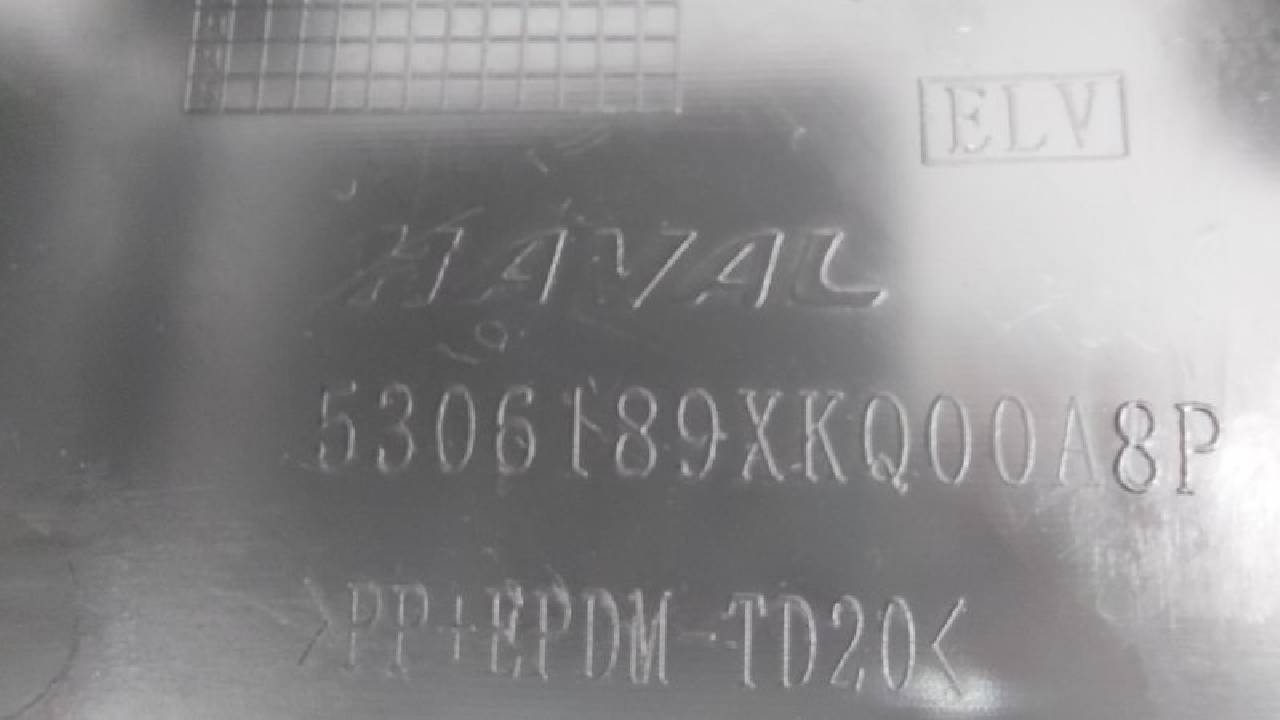 ELV
HAVAL
5306189XKQ00A8P
>PP+EPDM-TD20<